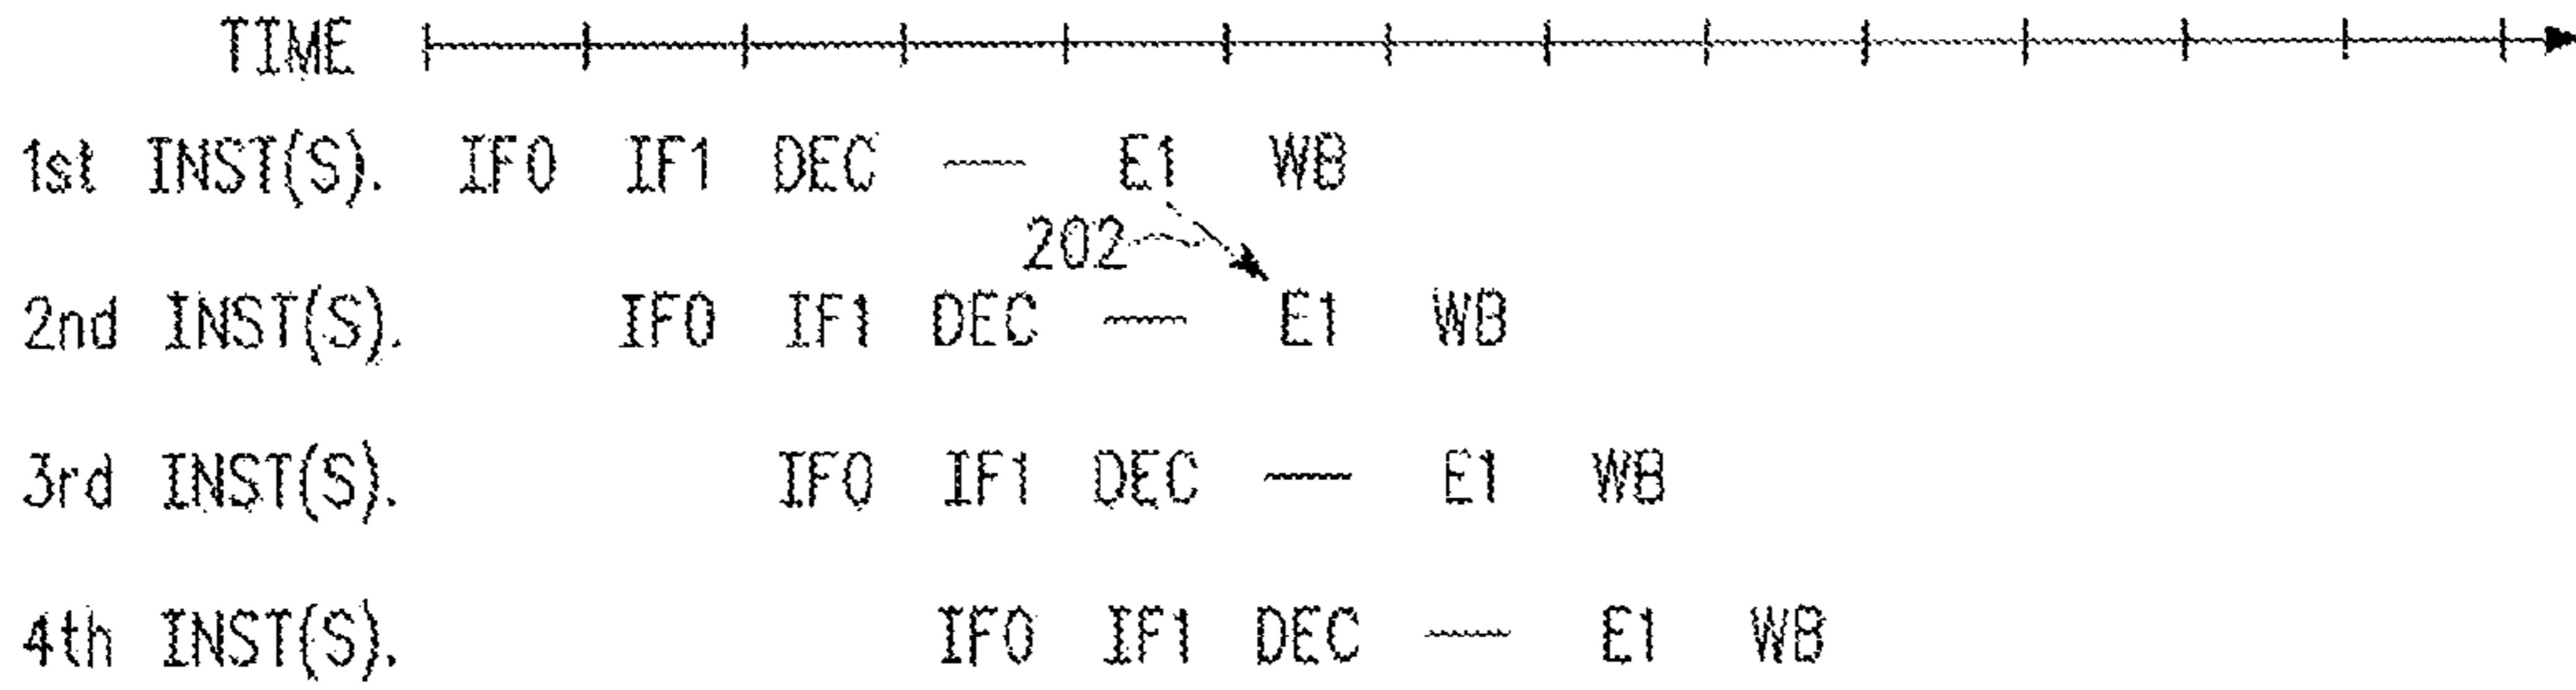 TIME
1st INST(S). IF0 IF1 DEC — E1 WB
202
2nd INST(S). IF0 IF1 DEC — E1 WB
3rd INST(S). IF0 IF1 DEC — E1 WB
4th INST(S). IF0 IF1 DEC — E1 WB